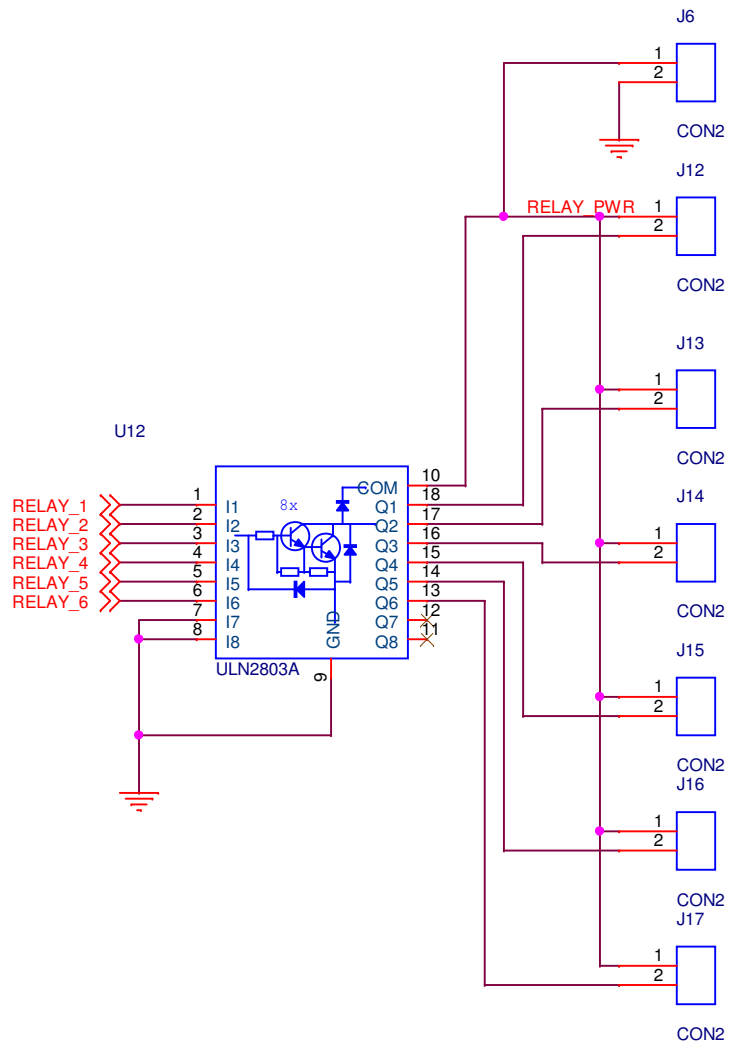 J6
1
2
CON2
J12
RELAY_PWR
1
2
CON2
J13
1
2
CON2
U12
J14
1
2
CON2
RELAY_1
RELAY_2
RELAY_3
RELAY_4
RELAY_5
RELAY_6
1
2
3
4
5
6
7
8
I1
I2
I3
I4
I5
I6
I7
I8
8x
COM
Q1
Q2
Q3
Q4
Q5
Q6
Q7
Q8
GND
10
18
17
16
15
14
13
12
11
9
ULN2803A
J15
1
2
CON2
J16
1
2
CON2
J17
1
2
CON2